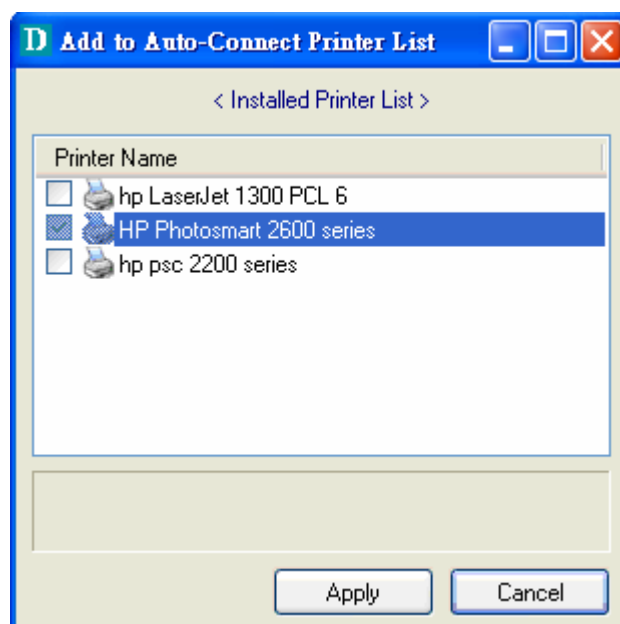 D Add to Auto-Connect Printer List
< Installed Printer List >
Printer Name
hp LaserJet 1300 PCL 6
HP Photosmart 2600 series
hp psc 2200 series
Apply Cancel